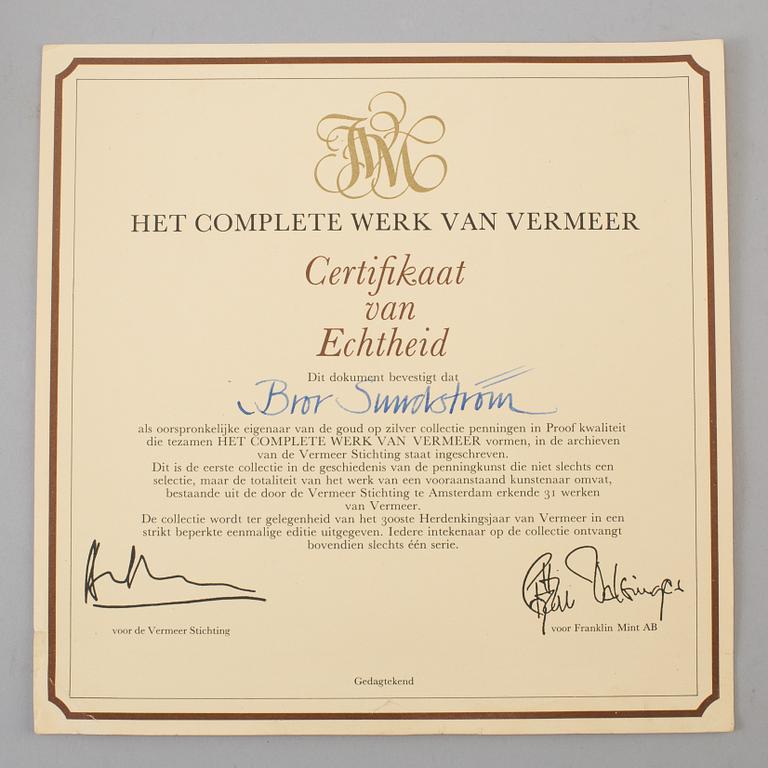 HET COMPLETE WERK VAN VERMEER
Certifikaat
van
Echtheid
Dit dokument bevestigt dat
Bror Sundström
als oorspronkelijke eigenaar van de goud op zilver collectie penningen in Proof kwaliteit
die tezamen HET COMPLETE WERK VAN VERMEER vormen, in de archieven
van de Vermeer Stichting staat ingeschreven.
Dit is de eerste collectie in de geschiedenis van de penningkunst die niet slechts een
selectie, maar de totaliteit van het werk van een vooraanstaand kunstenaar omvat,
bestaande uit de door de Vermeer Stichting te Amsterdam erkende 31 werken
van Vermeer.
De collectie wordt ter gelegenheid van het 300ste Herdenkingsjaar van Vermeer in een
strikt beperkte eenmalige editie uitgegeven. Iedere intekenaar op de collectie ontvangt
bovendien slechts één serie.
voor de Vermeer Stichting
voor Franklin Mint AB
Gedagtekend